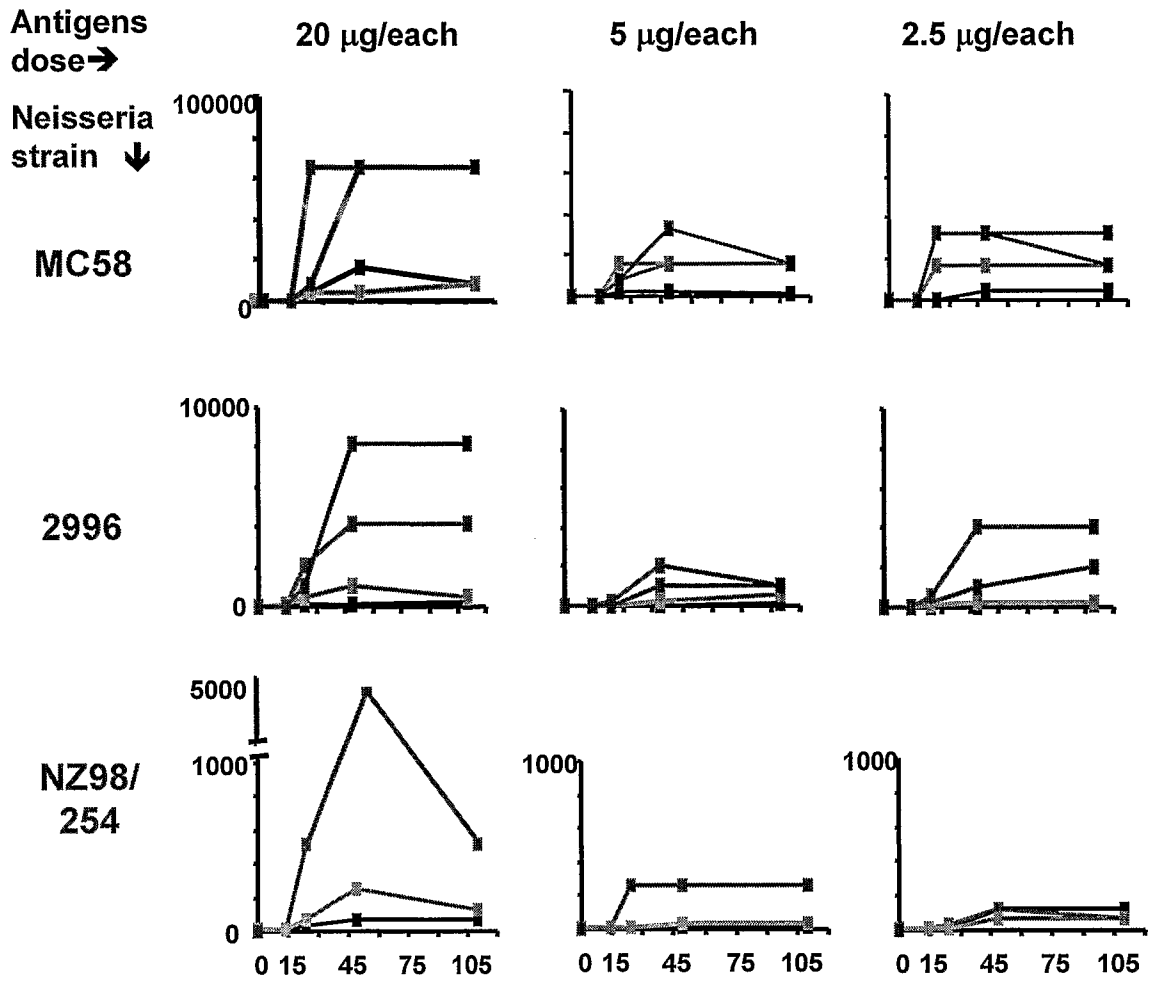 Antigens
dose➔ 20 μg/each 5 μg/each 2.5 μg/each
Neisseria
strain ↓
100000
MC58
0
10000
2996
0
5000
1000 1000 1000
NZ98/
254
0
0 15 45 75 105 0 15 45 75 105 0 15 45 75 105